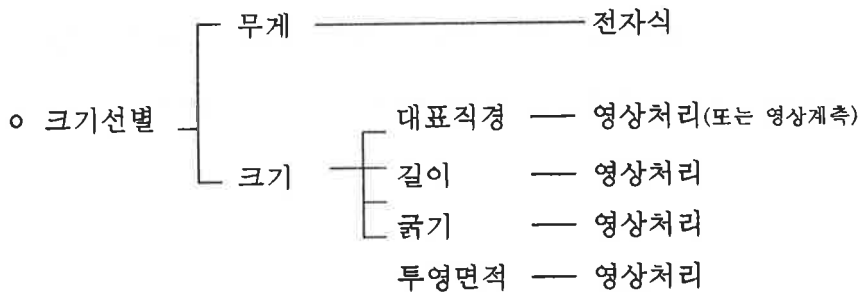 무게 전자식
o 크기선별
대표직경 영상처리(또는 영상계측)
크기 길이 영상처리
굵기 영상처리
투영면적 영상처리